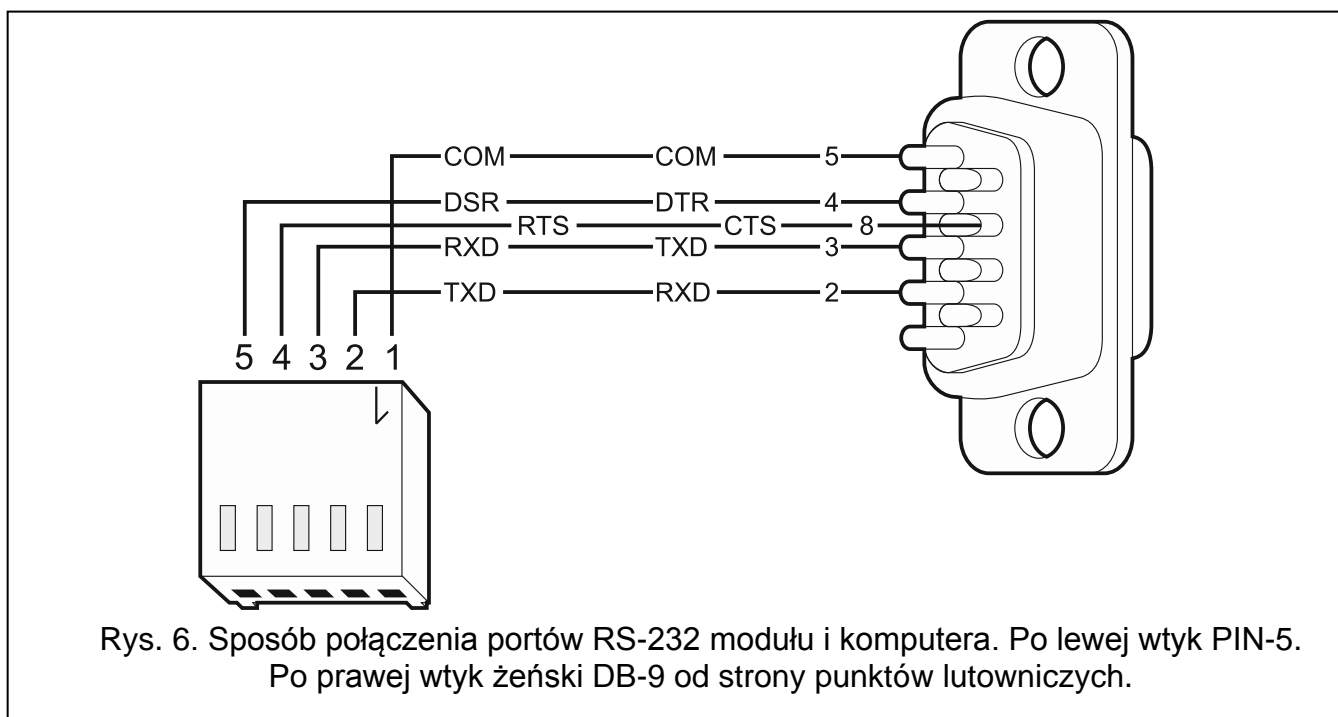 COM COM 5
DSR DTR 4
RTS CTS 8
RXD TXD 3
TXD RXD 2
5 4 3 2 1
Rys. 6. Sposób połączenia portów RS-232 modułu i komputera. Po lewej wtyk PIN-5.
Po prawej wtyk żeński DB-9 od strony punktów lutowniczych.